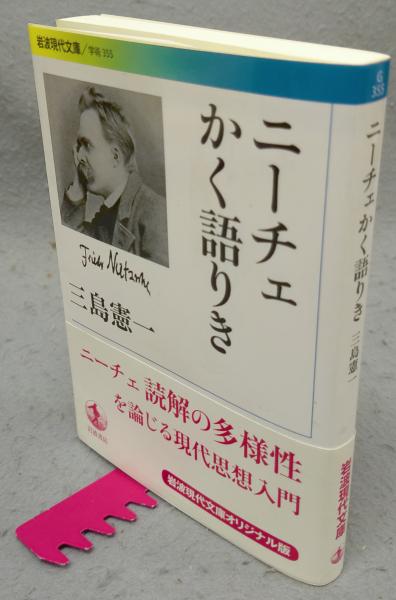 岩波現代文庫/学術 355
ニーチェ
かく語りき
三島憲一
ニーチェ 読解の多様性
を論じる現代思想入門
岩波書店
岩波現代文庫オリジナル版
G
355
ニーチェかく語りき 三島憲一
岩波現代文庫